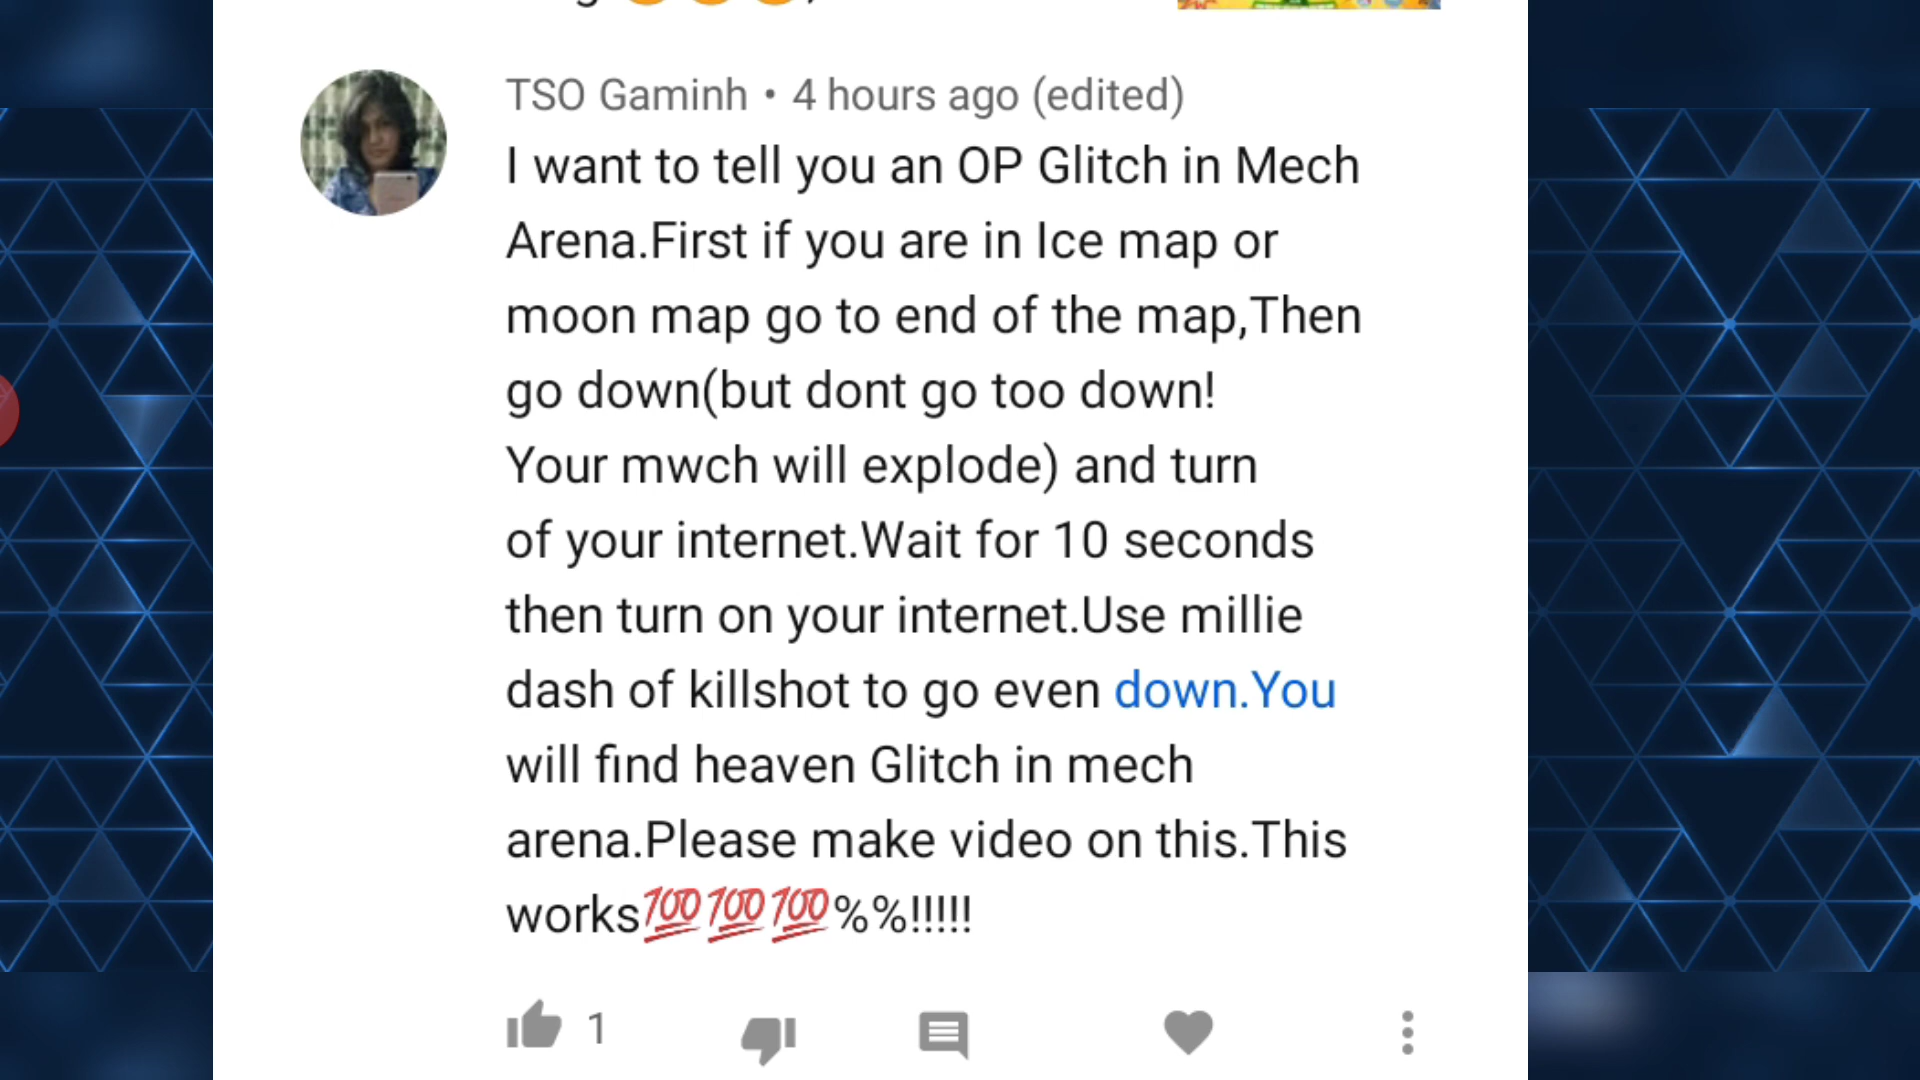 TSO Gaminh • 4 hours ago (edited)
I want to tell you an OP Glitch in Mech
Arena.First if you are in Ice map or
moon map go to end of the map,Then
go down(but dont go too down!
Your mwch will explode) and turn
of your internet.Wait for 10 seconds
then turn on your internet.Use millie
dash of killshot to go even down.You
will find heaven Glitch in mech
arena.Please make video on this.This
works💯💯💯%%!!!!!
1